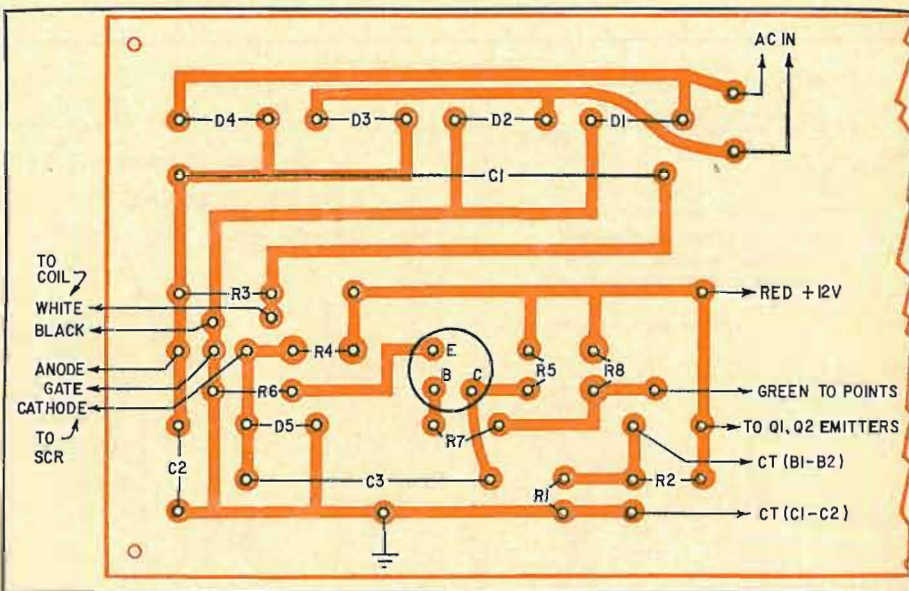 AC IN
D4
D3
D2
D1
C1
TO
COIL
R3
WHITE
RED +12V
BLACK
R4
E
R5
R8
ANODE
GATE
B
C
R6
GREEN TO POINTS
CATHODE
D5
R7
TO Q1, Q2 EMITTERS
TO
SCR
CT (B1-B2)
C2
C3
R1
R2
CT (C1-C2)